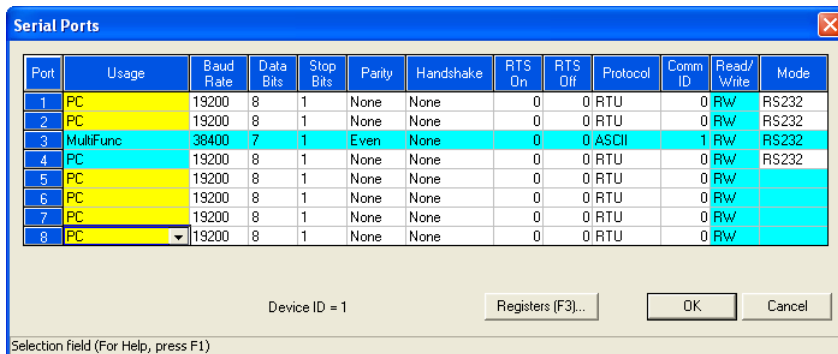 Serial Ports
Port Usage Baud Rate Data Bits Stop Bits Parity Handshake RTS On RTS Off Protocol Comm ID Read/ Write Mode
1 PC 19200 8 1 None None 0 0 RTU 0 RW RS232
2 PC 19200 8 1 None None 0 0 RTU 0 RW RS232
3 MultiFunc 38400 7 1 Even None 0 0 ASCII 1 RW RS232
4 PC 19200 8 1 None None 0 0 RTU 0 RW RS232
5 PC 19200 8 1 None None 0 0 RTU 0 RW
6 PC 19200 8 1 None None 0 0 RTU 0 RW
7 PC 19200 8 1 None None 0 0 RTU 0 RW
8 PC 19200 8 1 None None 0 0 RTU 0 RW
Device ID = 1 Registers (F3)... OK Cancel
Selection field (For Help, press F1)